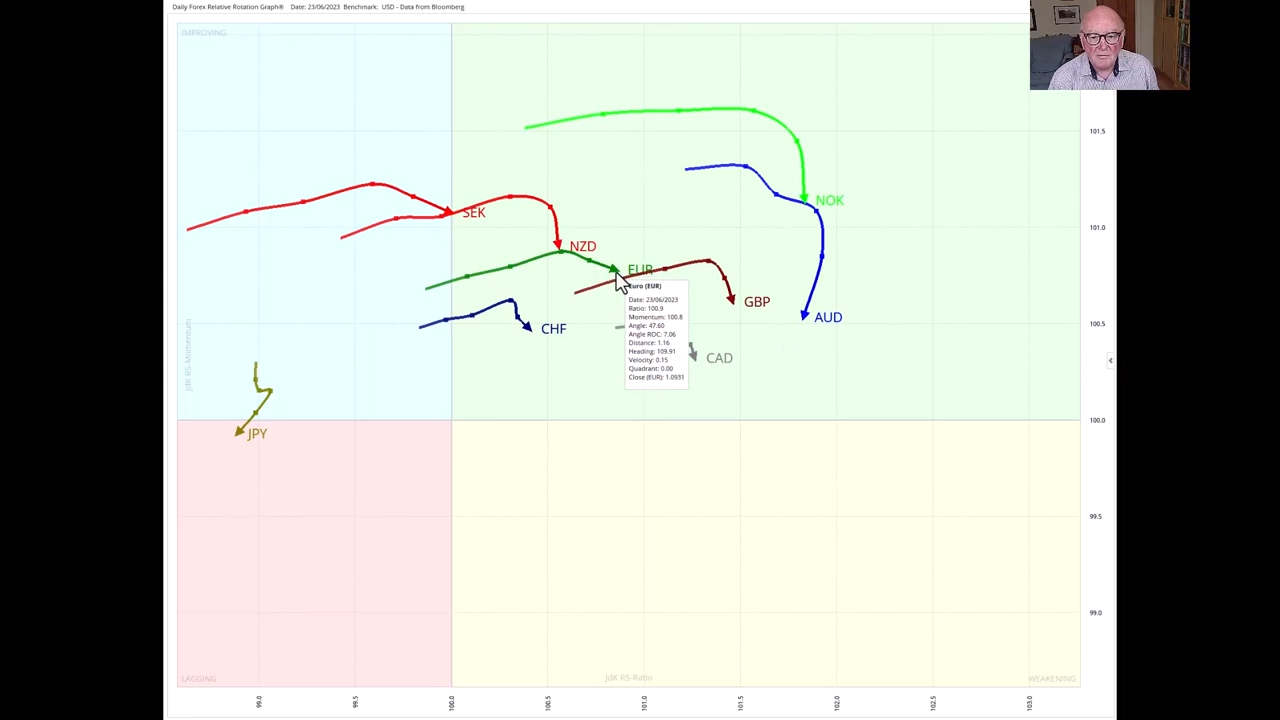 Daily Forex Relative Rotation Graph® Date: 23/06/2023 Benchmark: USD - Data from Bloomberg
IMPROVING
101.5
NOK
SEK
101.0
NZD
EUR
Euro (EUR)
Date: 23/06/2023
Ratio: 100.9
Momentum: 100.8
Angle: 47.60
Angle ROC: 7.06
Distance: 1.16
Heading: 109.91
Velocity: 0.15
Quadrant: 0.00
Close (EUR): 1.0931
GBP
AUD
100.5
CHF
CAD
JdK RS-Momentum
100.0
JPY
99.5
99.0
LAGGING
JdK RS-Ratio
WEAKENING
99.0
99.5
100.0
100.5
101.0
101.5
102.0
102.5
103.0